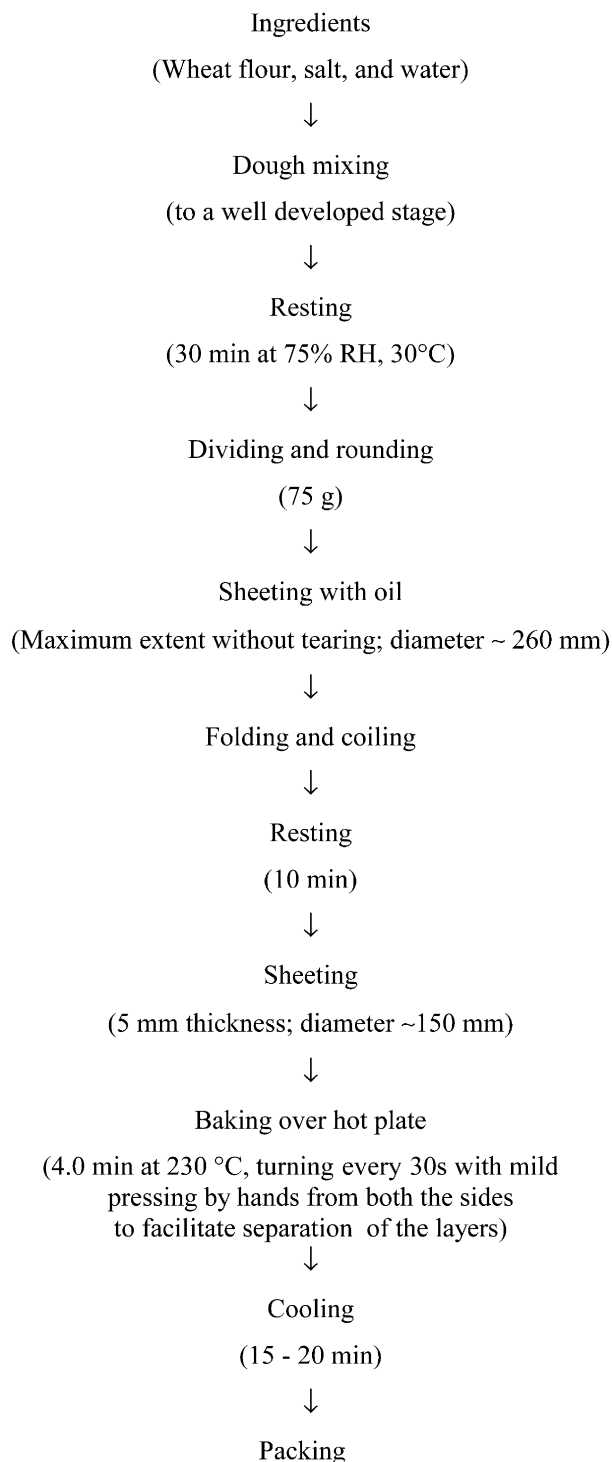 Ingredients
(Wheat flour, salt, and water)
↓
Dough mixing
(to a well developed stage)
↓
Resting
(30 min at 75% RH, 30°C)
↓
Dividing and rounding
(75 g)
↓
Sheeting with oil
(Maximum extent without tearing; diameter ~ 260 mm)
↓
Folding and coiling
↓
Resting
(10 min)
↓
Sheeting
(5 mm thickness; diameter ~150 mm)
↓
Baking over hot plate
(4.0 min at 230 °C, turning every 30s with mild
pressing by hands from both the sides
to facilitate separation of the layers)
↓
Cooling
(15 - 20 min)
↓
Packing